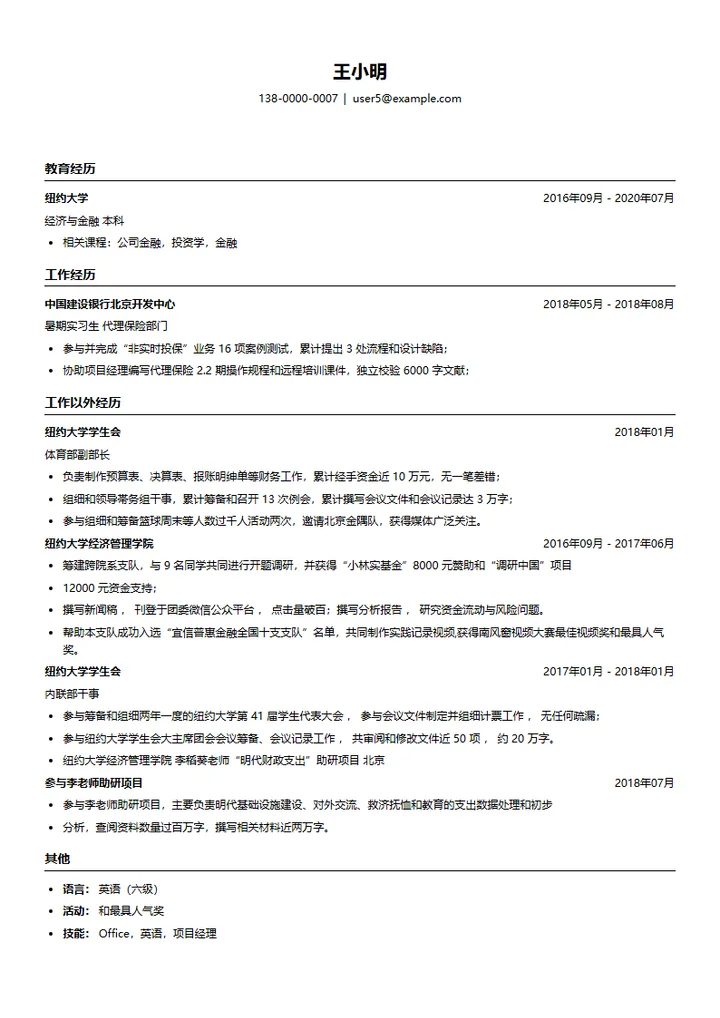 王小明
138-0000-0007 | user5@example.com
教育经历
纽约大学 2016年09月 - 2020年07月
经济与金融 本科
• 相关课程：公司金融，投资学，金融
工作经历
中国建设银行北京开发中心 2018年05月 - 2018年08月
暑期实习生 代理保险部门
• 参与并完成“非实时投保”业务 16 项案例测试，累计提出 3 处流程和设计缺陷；
• 协助项目经理编写代理保险 2.2 期操作规程和远程培训课件，独立校验 6000 字文献；
工作以外经历
纽约大学学生会 2018年01月
体育部副部长
• 负责制作预算表、决算表、报账明绅单等财务工作，累计经手资金近 10 万元，无一笔差错；
• 组细和领导帯务组干事，累计筹备和召开 13 次例会，累计撰写会议文件和会议记录达 3 万字；
• 参与组细和筹备篮球周末等人数过千人活动两次，邀请北京金隅队，获得媒体广泛关注。
纽约大学经济管理学院 2016年09月 - 2017年06月
• 筹建跨院系支队，与 9 名同学共同进行开题调研，并获得“小林实基金”8000 元赞助和“调研中国”项目
• 12000 元资金支持；
• 撰写新闻稿 ， 刊登于团委微信公众平台 ， 点击量破百；撰写分析报告 ， 研究资金流动与风险问题。
• 帮助本支队成功入选“宜信普惠金融全国十支支队”名单，共同制作实践记录视频,获得南风窗视频大赛最佳视频奖和最具人气
奖。
纽约大学学生会 2017年01月 - 2018年01月
内联部干事
• 参与筹备和组细两年一度的纽约大学第 41 届学生代表大会 ， 参与会议文件制定并组细计票工作 ， 无任何疏漏；
• 参与纽约大学学生会大主席团会会议筹备、会议记录工作 ， 共审阅和修改文件近 50 项 ， 约 20 万字。
• 纽约大学经济管理学院 李稻葵老师“明代财政支出”助研项目 北京
参与李老师助研项目 2018年07月
• 参与李老师助研项目，主要负责明代基础设施建设、对外交流、救济抚恤和教育的支出数据处理和初步
• 分析，查阅资料数量过百万字，撰写相关材料近两万字。
其他
• 语言： 英语（六级）
• 活动： 和最具人气奖
• 技能： Office，英语，项目经理